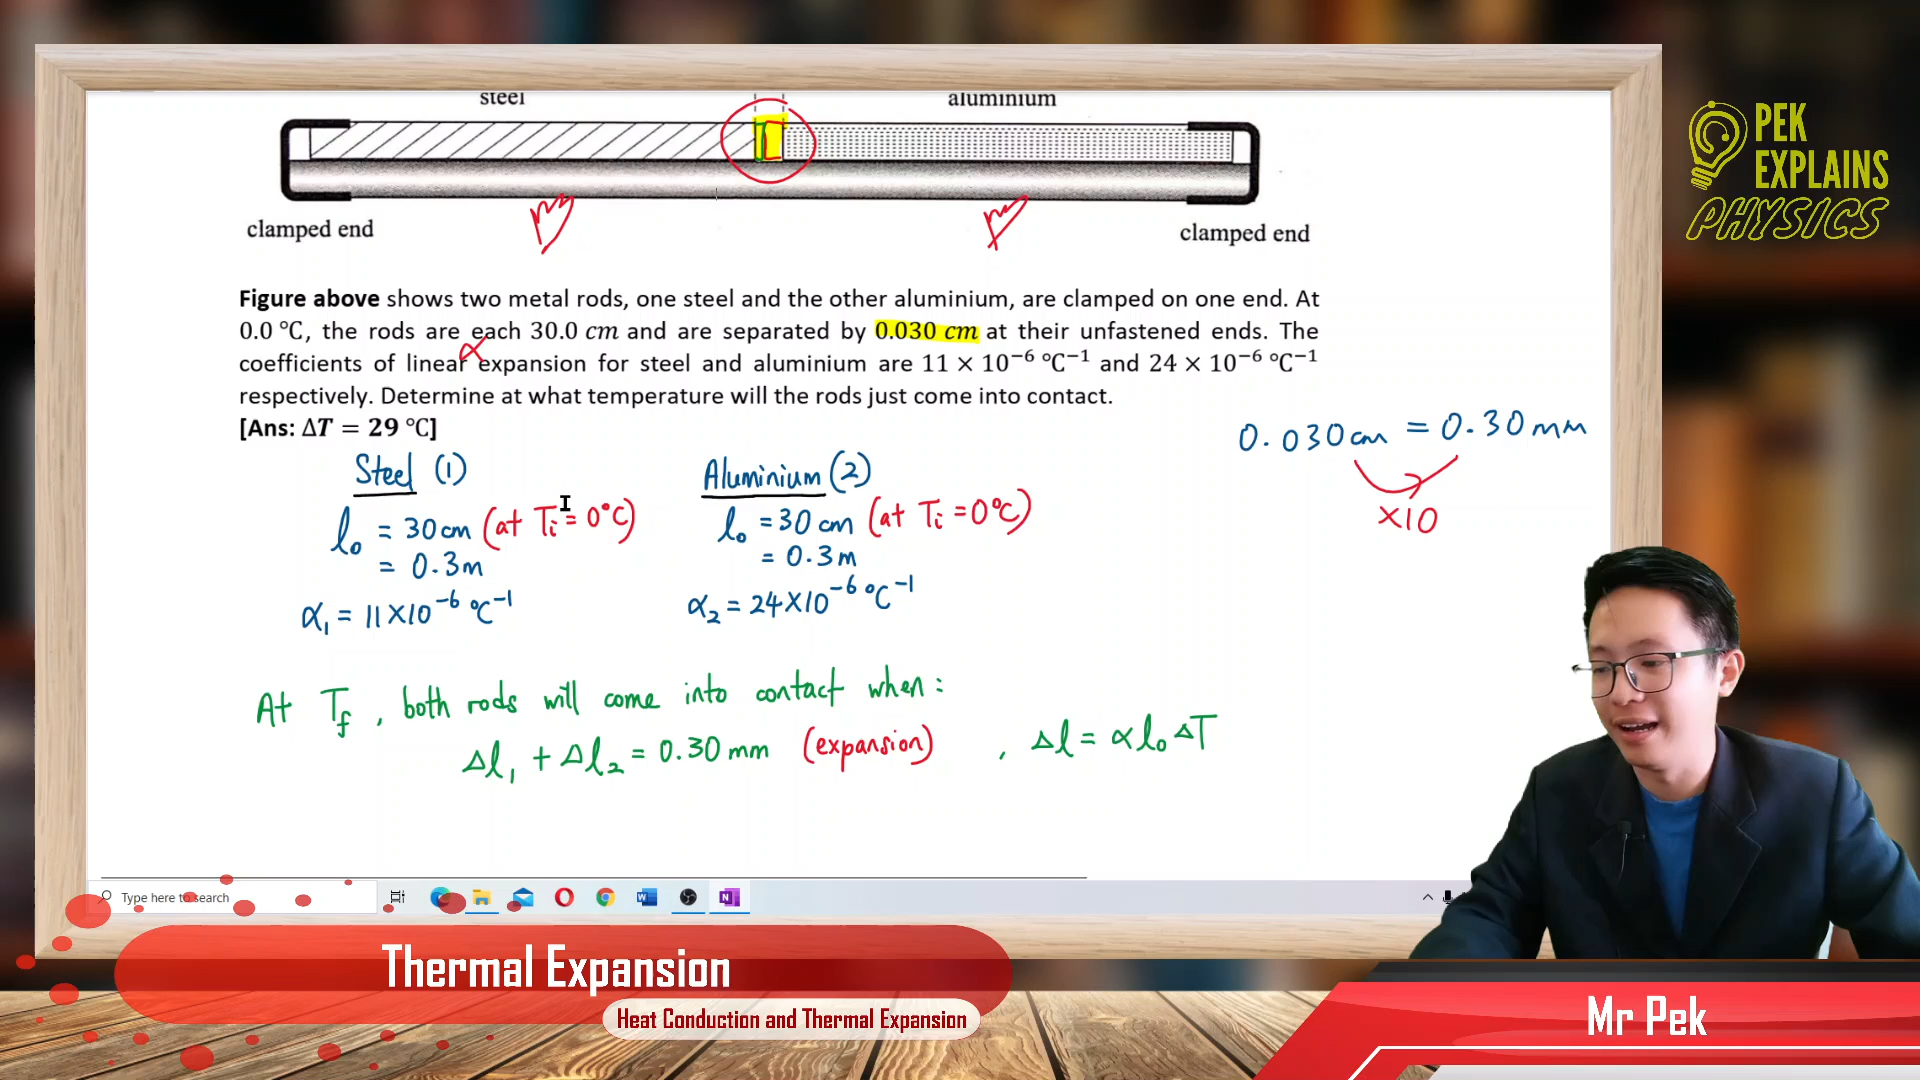 steel
aluminium
clamped end
clamped end
Figure above shows two metal rods, one steel and the other aluminium, are clamped on one end. At
0.0 °C, the rods are each 30.0 cm and are separated by 0.030 cm at their unfastened ends. The
coefficients of linear expansion for steel and aluminium are 11 × 10⁻⁶ °C⁻¹ and 24 × 10⁻⁶ °C⁻¹
α
respectively. Determine at what temperature will the rods just come into contact.
[Ans: ΔT = 29 °C]
0.030 cm = 0.30 mm
×10
Steel (1)
l₀ = 30 cm (at Tᵢ = 0°C)
= 0.3 m
α₁ = 11×10⁻⁶ °C⁻¹
Aluminium (2)
l₀ = 30 cm (at Tᵢ = 0°C)
= 0.3 m
α₂ = 24×10⁻⁶ °C⁻¹
At T_f, both rods will come into contact when:
Δl₁ + Δl₂ = 0.30 mm (expansion) , Δl = αl₀ΔT
Type here to search
PEK
EXPLAINS
PHYSICS
Thermal Expansion
Heat Conduction and Thermal Expansion
Mr Pek